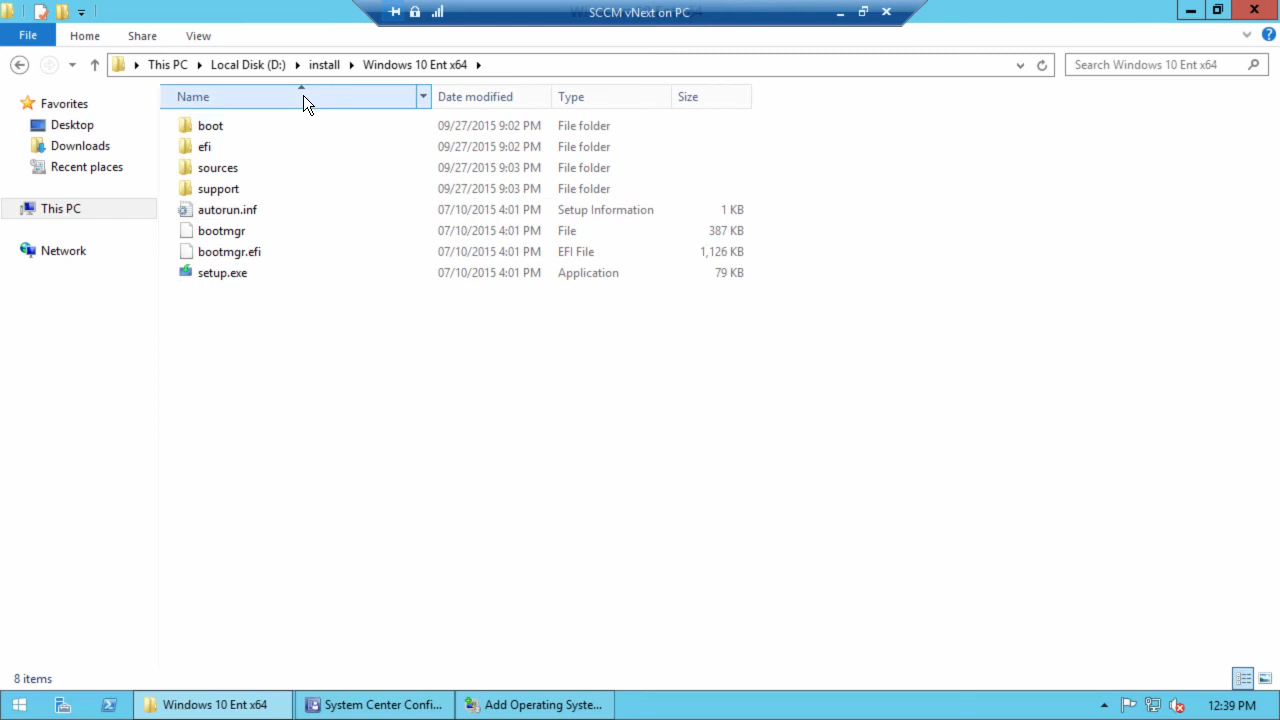 SCCM vNext on PC
File Home Share View
This PC Local Disk (D:) install Windows 10 Ent x64
Search Windows 10 Ent x64
Name Date modified Type Size
Favorites
Desktop
Downloads
Recent places
This PC
Network
boot 09/27/2015 9:02 PM File folder
efi 09/27/2015 9:02 PM File folder
sources 09/27/2015 9:03 PM File folder
support 09/27/2015 9:03 PM File folder
autorun.inf 07/10/2015 4:01 PM Setup Information 1 KB
bootmgr 07/10/2015 4:01 PM File 387 KB
bootmgr.efi 07/10/2015 4:01 PM EFI File 1,126 KB
setup.exe 07/10/2015 4:01 PM Application 79 KB
8 items
Windows 10 Ent x64 System Center Confi... Add Operating Syste... 12:39 PM